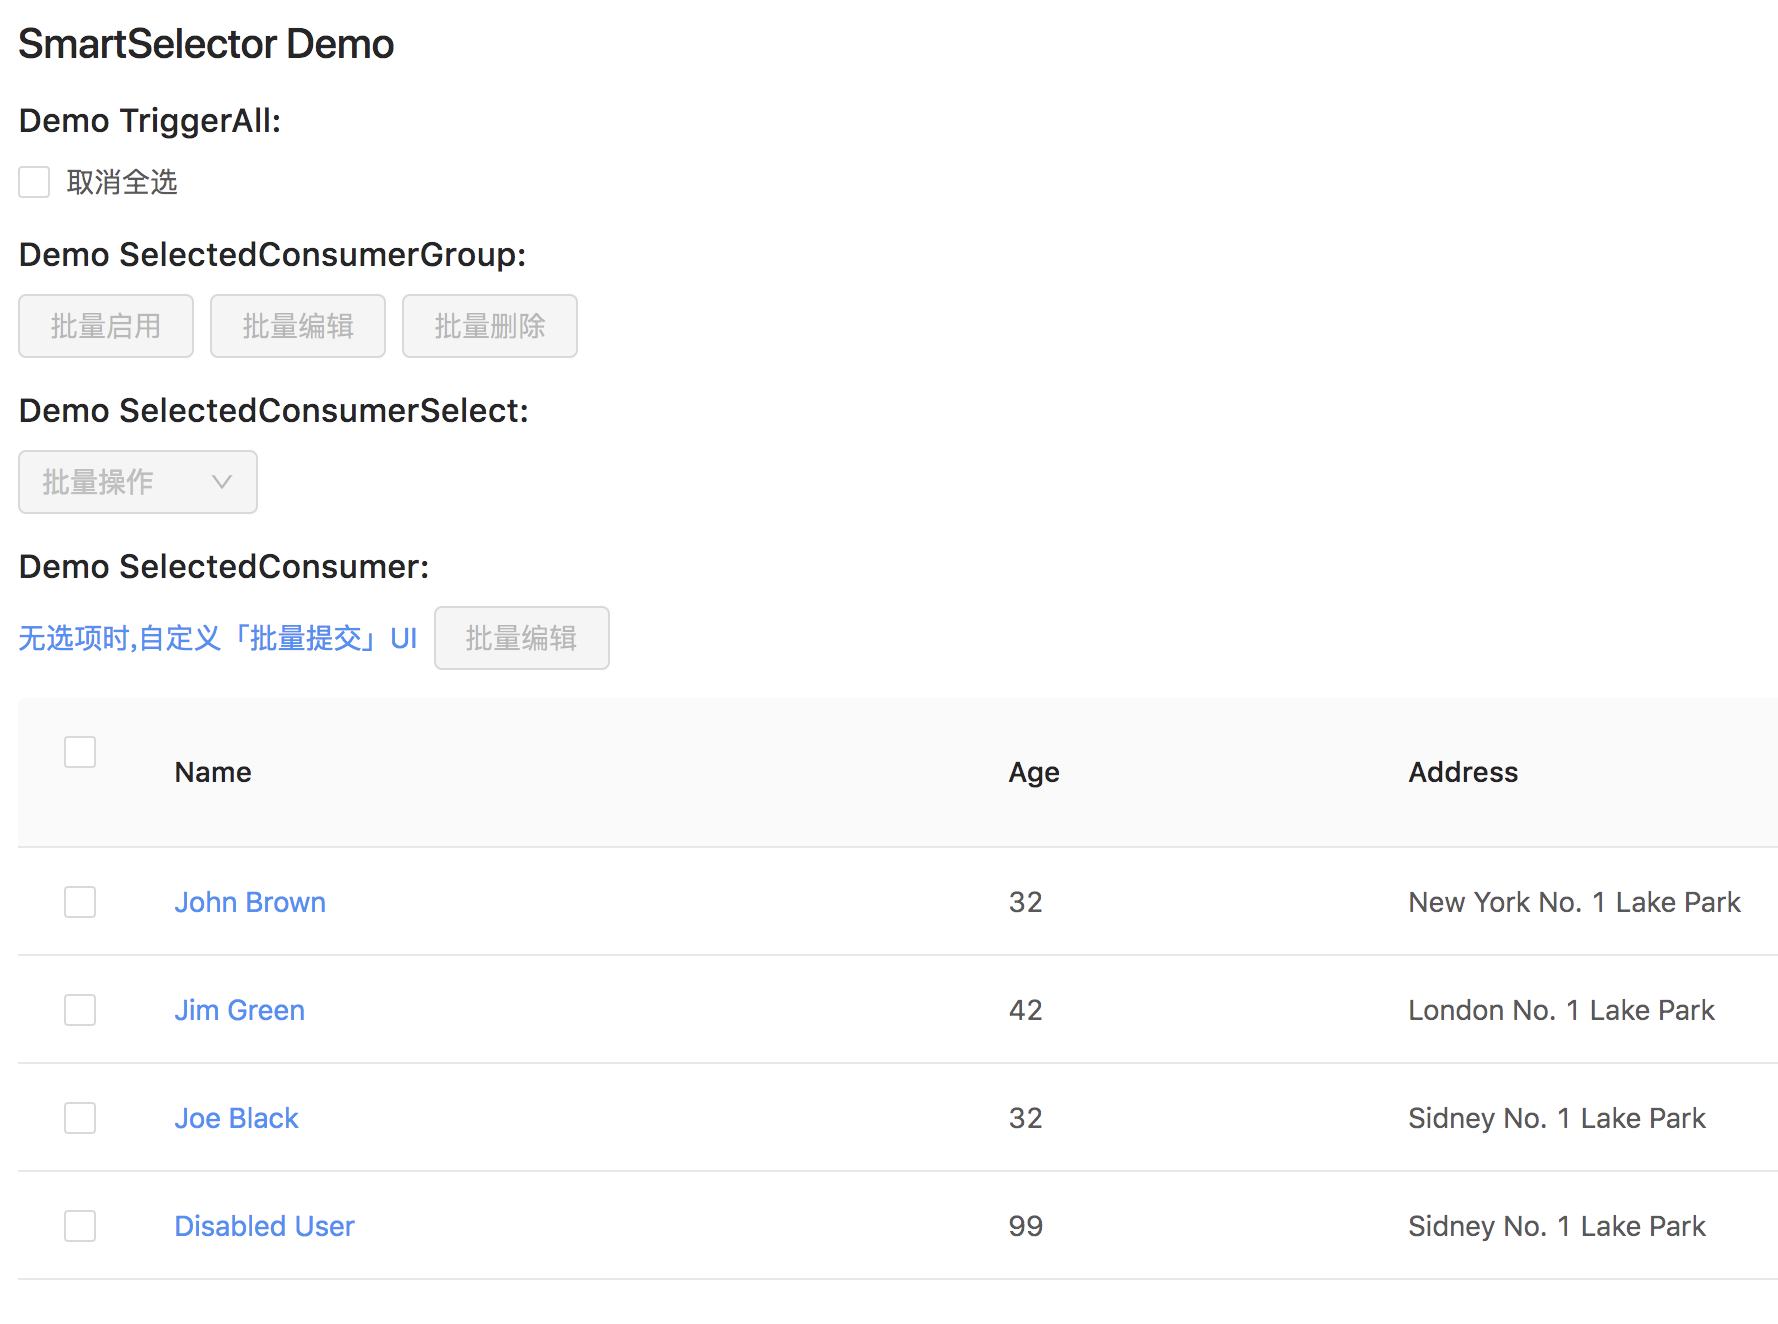 SmartSelector Demo
Demo TriggerAll:
取消全选
Demo SelectedConsumerGroup:
批量启用 批量编辑 批量删除
Demo SelectedConsumerSelect:
批量操作
Demo SelectedConsumer:
无选项时,自定义「批量提交」UI 批量编辑
Name Age Address
John Brown 32 New York No. 1 Lake Park
Jim Green 42 London No. 1 Lake Park
Joe Black 32 Sidney No. 1 Lake Park
Disabled User 99 Sidney No. 1 Lake Park